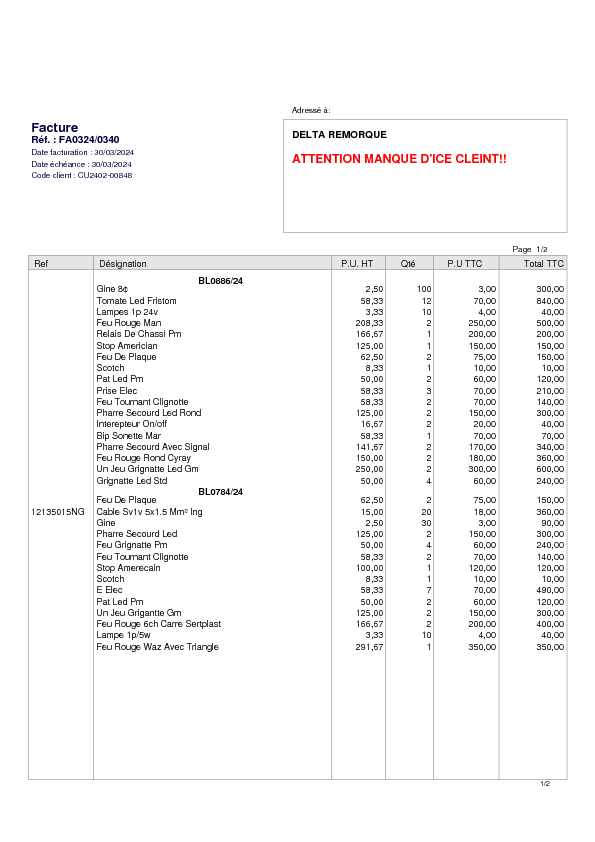 Adressé à:
Facture
Réf. : FA0324/0340
Date facturation : 30/03/2024
Date échéance : 30/03/2024
Code client : CU2402-00848
DELTA REMORQUE
ATTENTION MANQUE D'ICE CLEINT!!
Page 1/2
Ref Désignation P.U. HT Qté P.U TTC Total TTC
BL0886/24
Gine 8¢ 2,50 100 3,00 300,00
Tomate Led Fristom 58,33 12 70,00 840,00
Lampes 1p 24v 3,33 10 4,00 40,00
Feu Rouge Man 208,33 2 250,00 500,00
Relais De Chassi Pm 166,67 1 200,00 200,00
Stop Americian 125,00 1 150,00 150,00
Feu De Plaque 62,50 2 75,00 150,00
Scotch 8,33 1 10,00 10,00
Pat Led Pm 50,00 2 60,00 120,00
Prise Elec 58,33 3 70,00 210,00
Feu Tournant Clignotte 58,33 2 70,00 140,00
Pharre Secourd Led Rond 125,00 2 150,00 300,00
Interepteur On/off 16,67 2 20,00 40,00
Bip Sonette Mar 58,33 1 70,00 70,00
Pharre Secourd Avec Signal 141,67 2 170,00 340,00
Feu Rouge Rond Cyray 150,00 2 180,00 360,00
Un Jeu Grignatte Led Gm 250,00 2 300,00 600,00
Grignatte Led Std 50,00 4 60,00 240,00
BL0784/24
Feu De Plaque 62,50 2 75,00 150,00
12135015NG Cable Sv1v 5x1.5 Mm² Ing 15,00 20 18,00 360,00
Gine 2,50 30 3,00 90,00
Pharre Secourd Led 125,00 2 150,00 300,00
Feu Grignatte Pm 50,00 4 60,00 240,00
Feu Tournant Clignotte 58,33 2 70,00 140,00
Stop Amerecain 100,00 1 120,00 120,00
Scotch 8,33 1 10,00 10,00
E Elec 58,33 7 70,00 490,00
Pat Led Pm 50,00 2 60,00 120,00
Un Jeu Grigantte Gm 125,00 2 150,00 300,00
Feu Rouge 6ch Carre Sertplast 166,67 2 200,00 400,00
Lampe 1p/5w 3,33 10 4,00 40,00
Feu Rouge Waz Avec Triangle 291,67 1 350,00 350,00
1/2